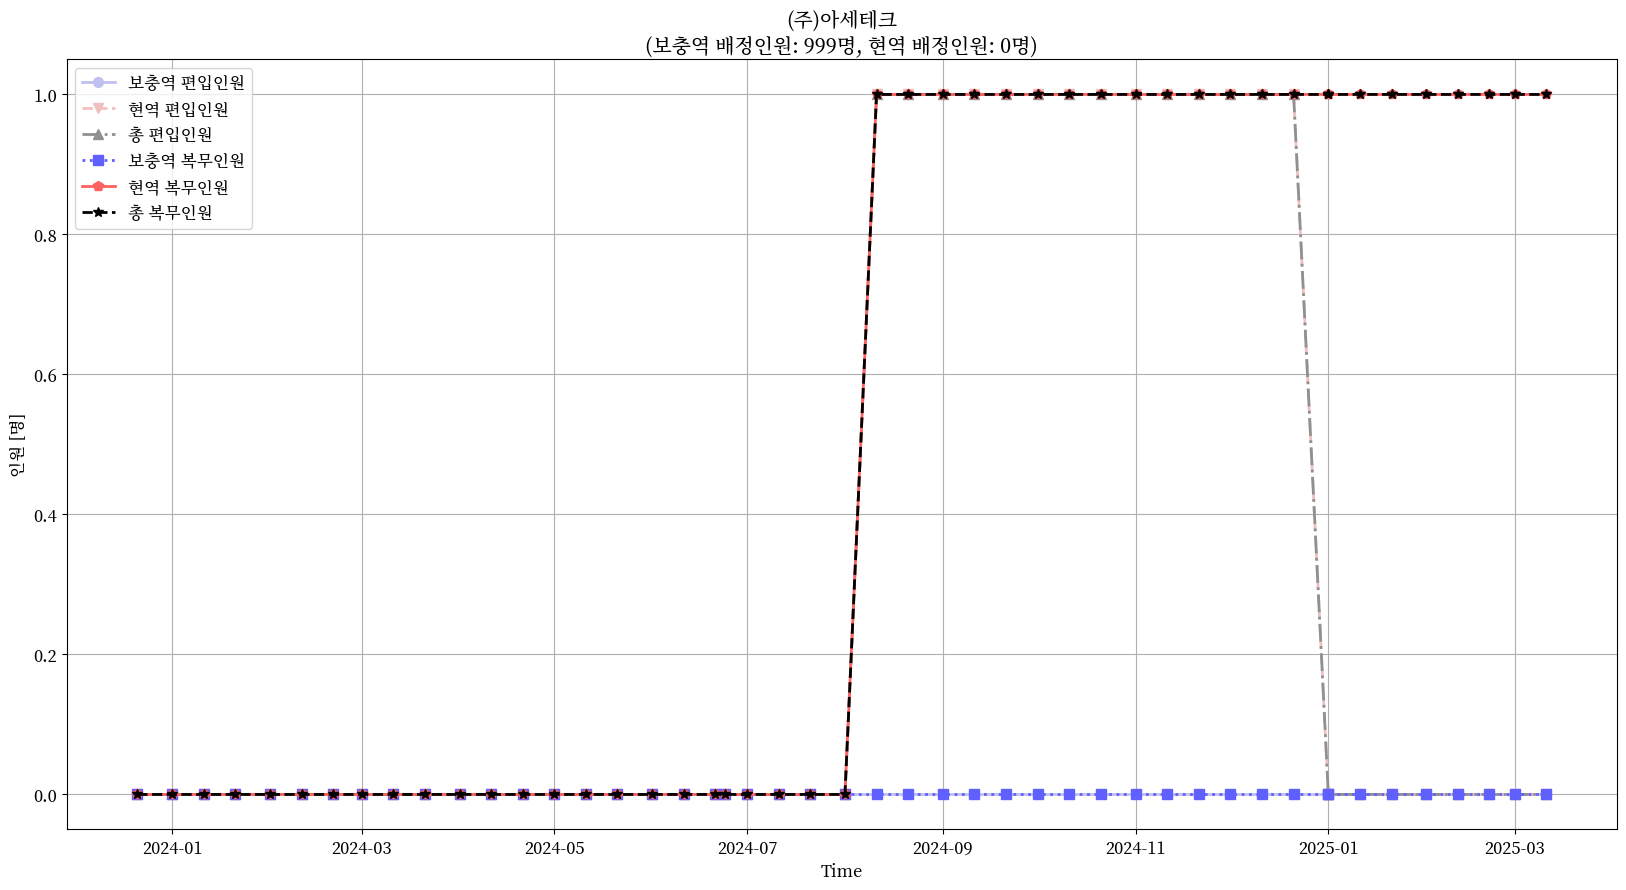 (주)아세테크
(보충역 배정인원: 999명, 현역 배정인원: 0명)
보충역 편입인원
현역 편입인원
총 편입인원
보충역 복무인원
현역 복무인원
총 복무인원
인원 [명]
1.0
0.8
0.6
0.4
0.2
0.0
2024-01
2024-03
2024-05
2024-07
2024-09
2024-11
2025-01
2025-03
Time